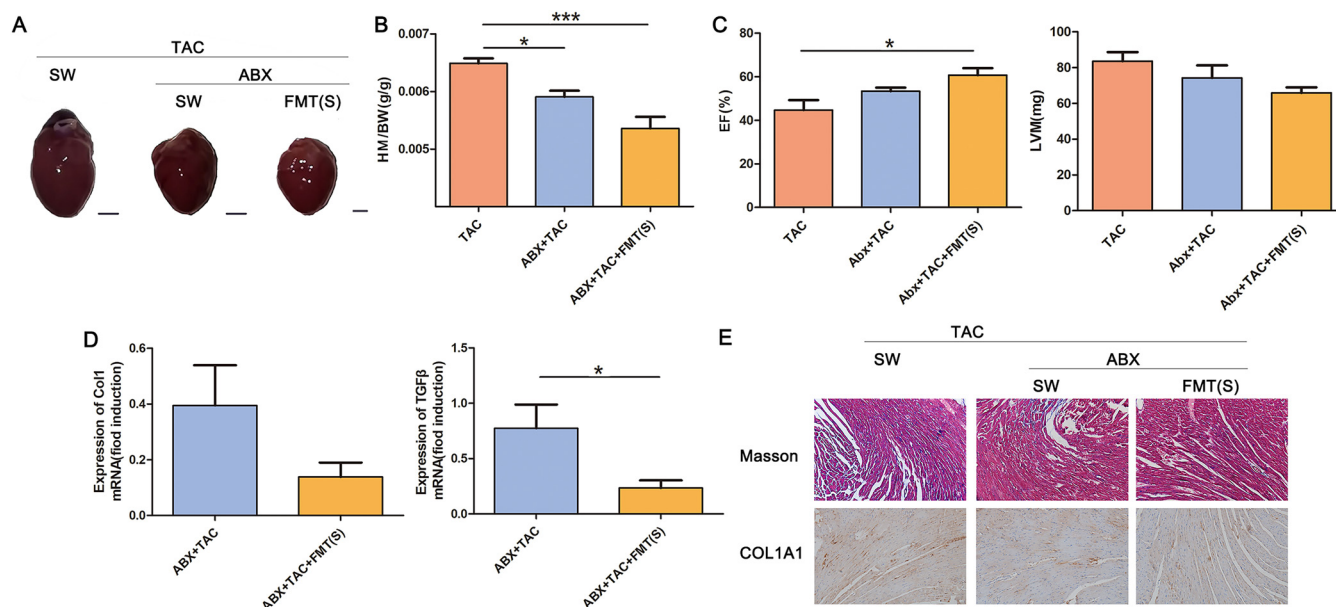 A
TAC
SW
ABX
SW
FMT(S)
B
HM/BW(g/g)
0.007
0.006
0.005
***
*
TAC
ABX+TAC
ABX+TAC+FMT(S)
C
EF(%)
80
60
40
20
0
*
TAC
Abx+TAC
Abx+TAC+FMT(S)
LVM(mg)
100
80
60
40
20
0
TAC
Abx+TAC
Abx+TAC+FMT(S)
D
Expression of Col1
mRNA(fiod induction)
0.6
0.4
0.2
0.0
ABX+TAC
ABX+TAC+FMT(S)
Expression of TGFβ
mRNA(fiod induction)
1.5
1.0
0.5
0.0
*
ABX+TAC
ABX+TAC+FMT(S)
E
TAC
SW
ABX
SW
FMT(S)
Masson
COL1A1